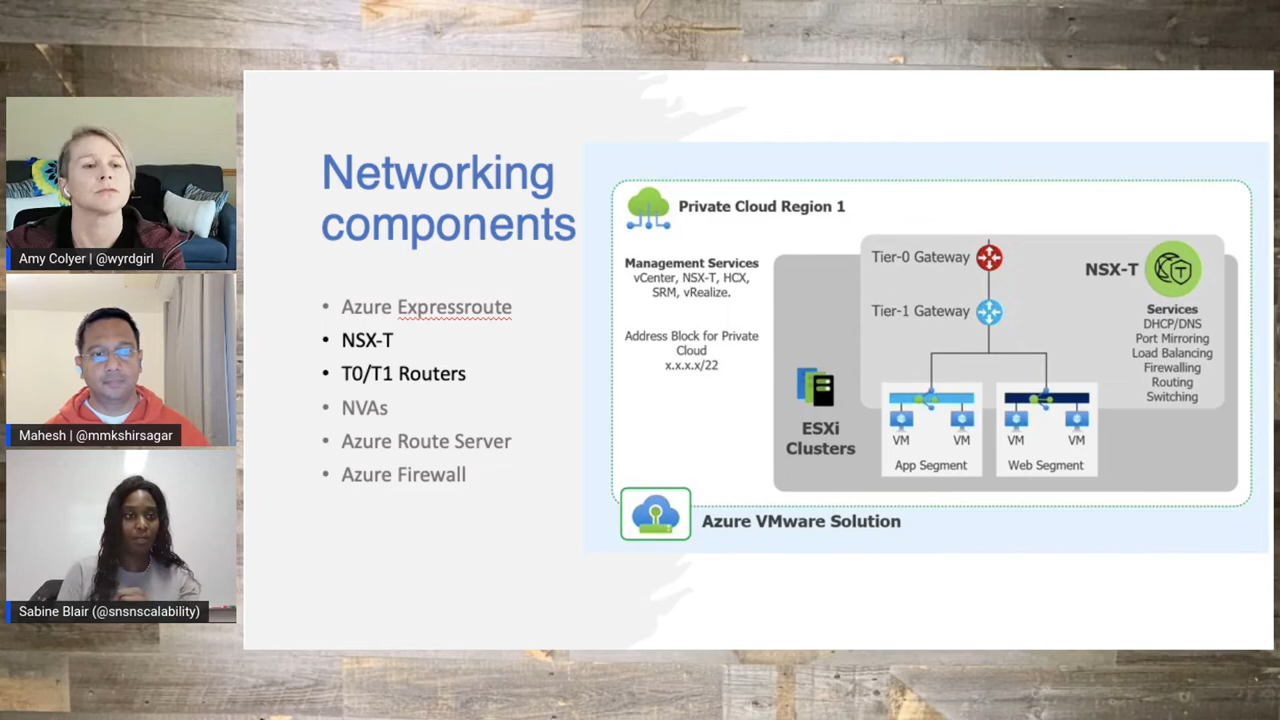 Amy Colyer | @wyrdgirl
Mahesh | @mmkshirsagar
Sabine Blair (@snsnscalability)
Networking
components
• Azure Expressroute
• NSX-T
• T0/T1 Routers
• NVAs
• Azure Route Server
• Azure Firewall
Private Cloud Region 1
Management Services
vCenter, NSX-T, HCX,
SRM, vRealize.
Address Block for Private
Cloud
x.x.x.x/22
Tier-0 Gateway
Tier-1 Gateway
NSX-T
T
Services
DHCP/DNS
Port Mirroring
Load Balancing
Firewalling
Routing
Switching
ESXi
Clusters
VM
VM
App Segment
VM
VM
Web Segment
Azure VMware Solution